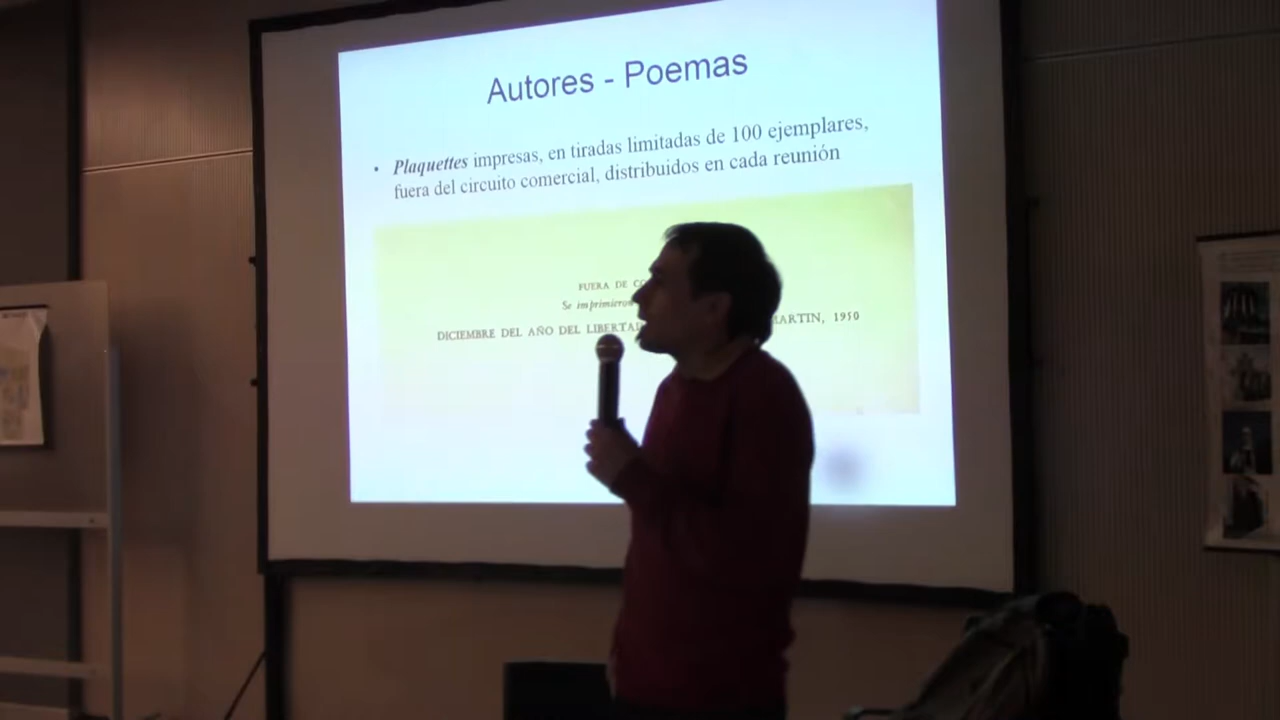 Autores - Poemas
• Plaquettes impresas, en tiradas limitadas de 100 ejemplares,
fuera del circuito comercial, distribuidos en cada reunión
FUERA DE
Se imprimieron
DICIEMBRE DEL AÑO DEL MARTIN, 1950